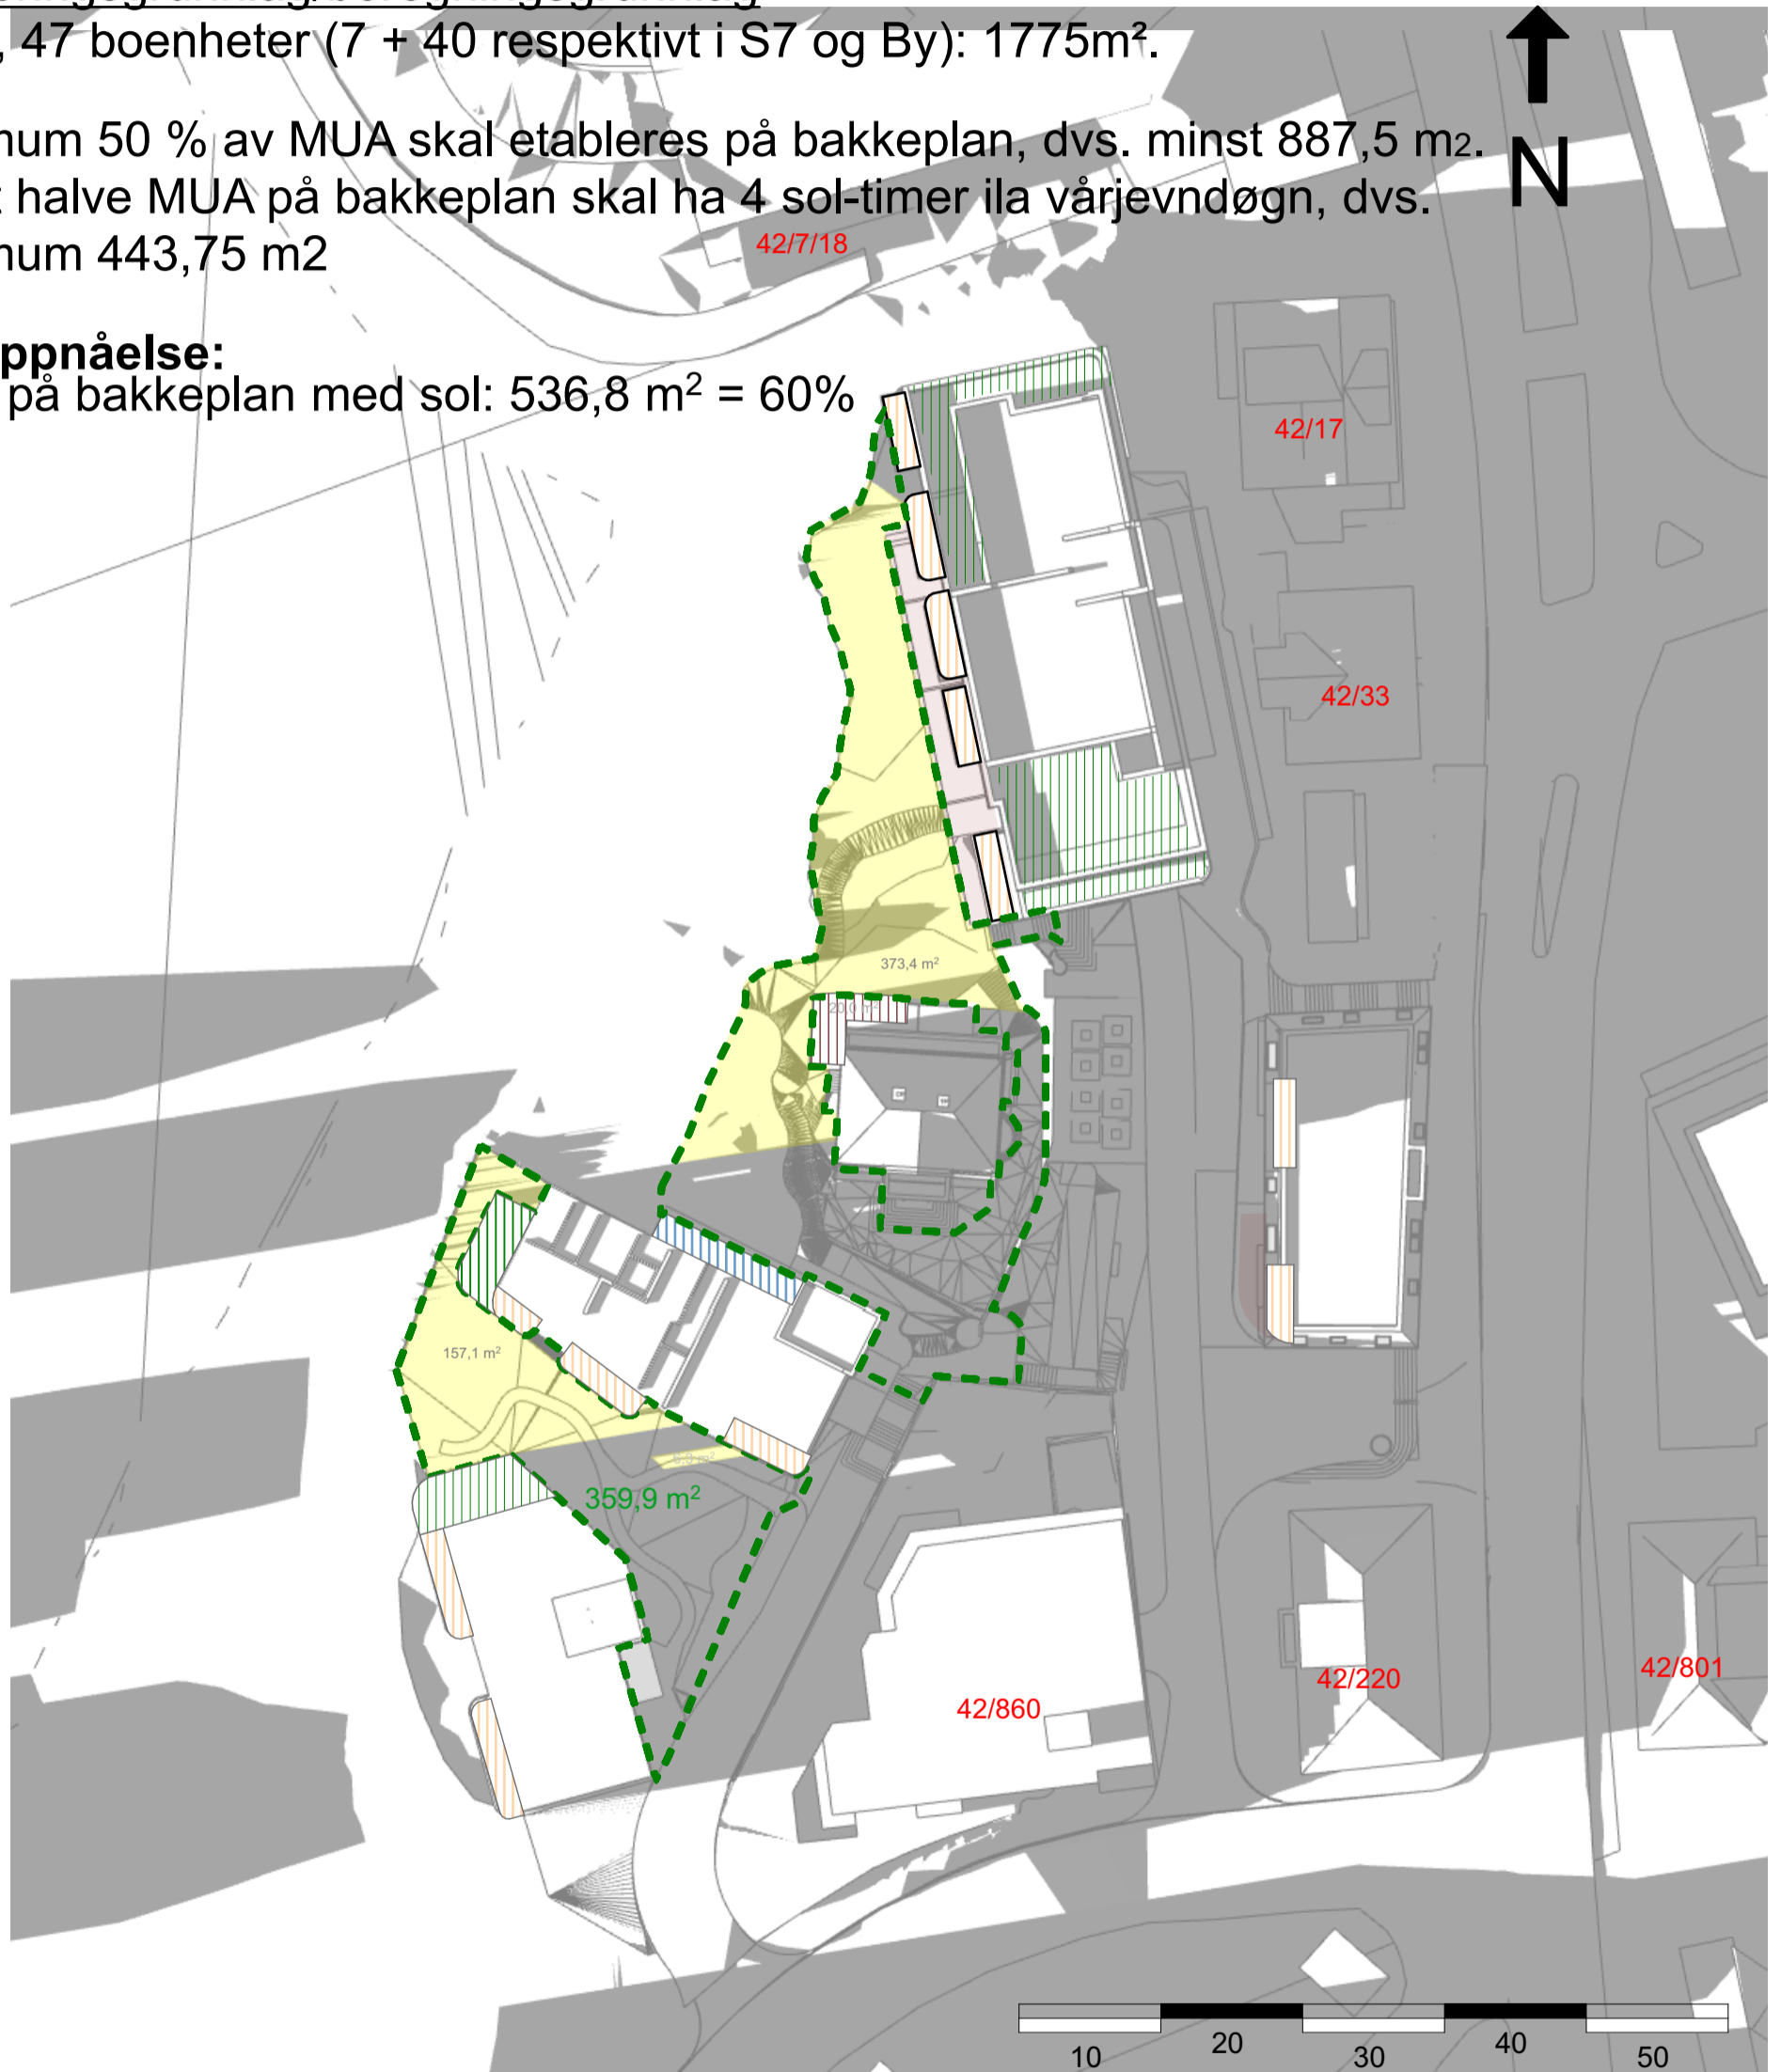 , 47 boenheter (7 + 40 respektivt i S7 og By): 1775m².
num 50 % av MUA skal etableres på bakkeplan, dvs. minst 887,5 m2.
t halve MUA på bakkeplan skal ha 4 sol-timer ila vårjevndøgn, dvs.
num 443,75 m2
N
42/7/18
ppnåelse:
på bakkeplan med sol: 536,8 m² = 60%
42/17
42/33
373,4 m²
20,0 m²
157,1 m²
359,9 m²
42/860
42/220
42/801
10 20 30 40 50